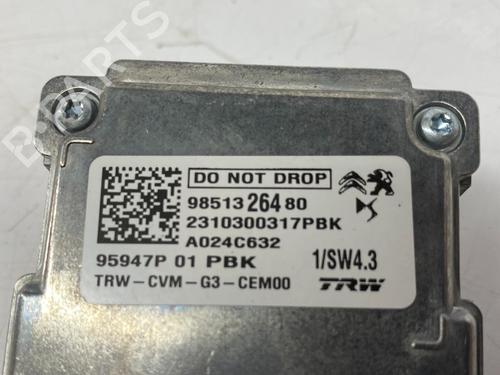 DO NOT DROP
98513 264 80
2310300317PBK
A024C632
95947P 01 PBK 1/SW4.3
TRW-CVM-G3-CEM00 TRW
B-PARTS